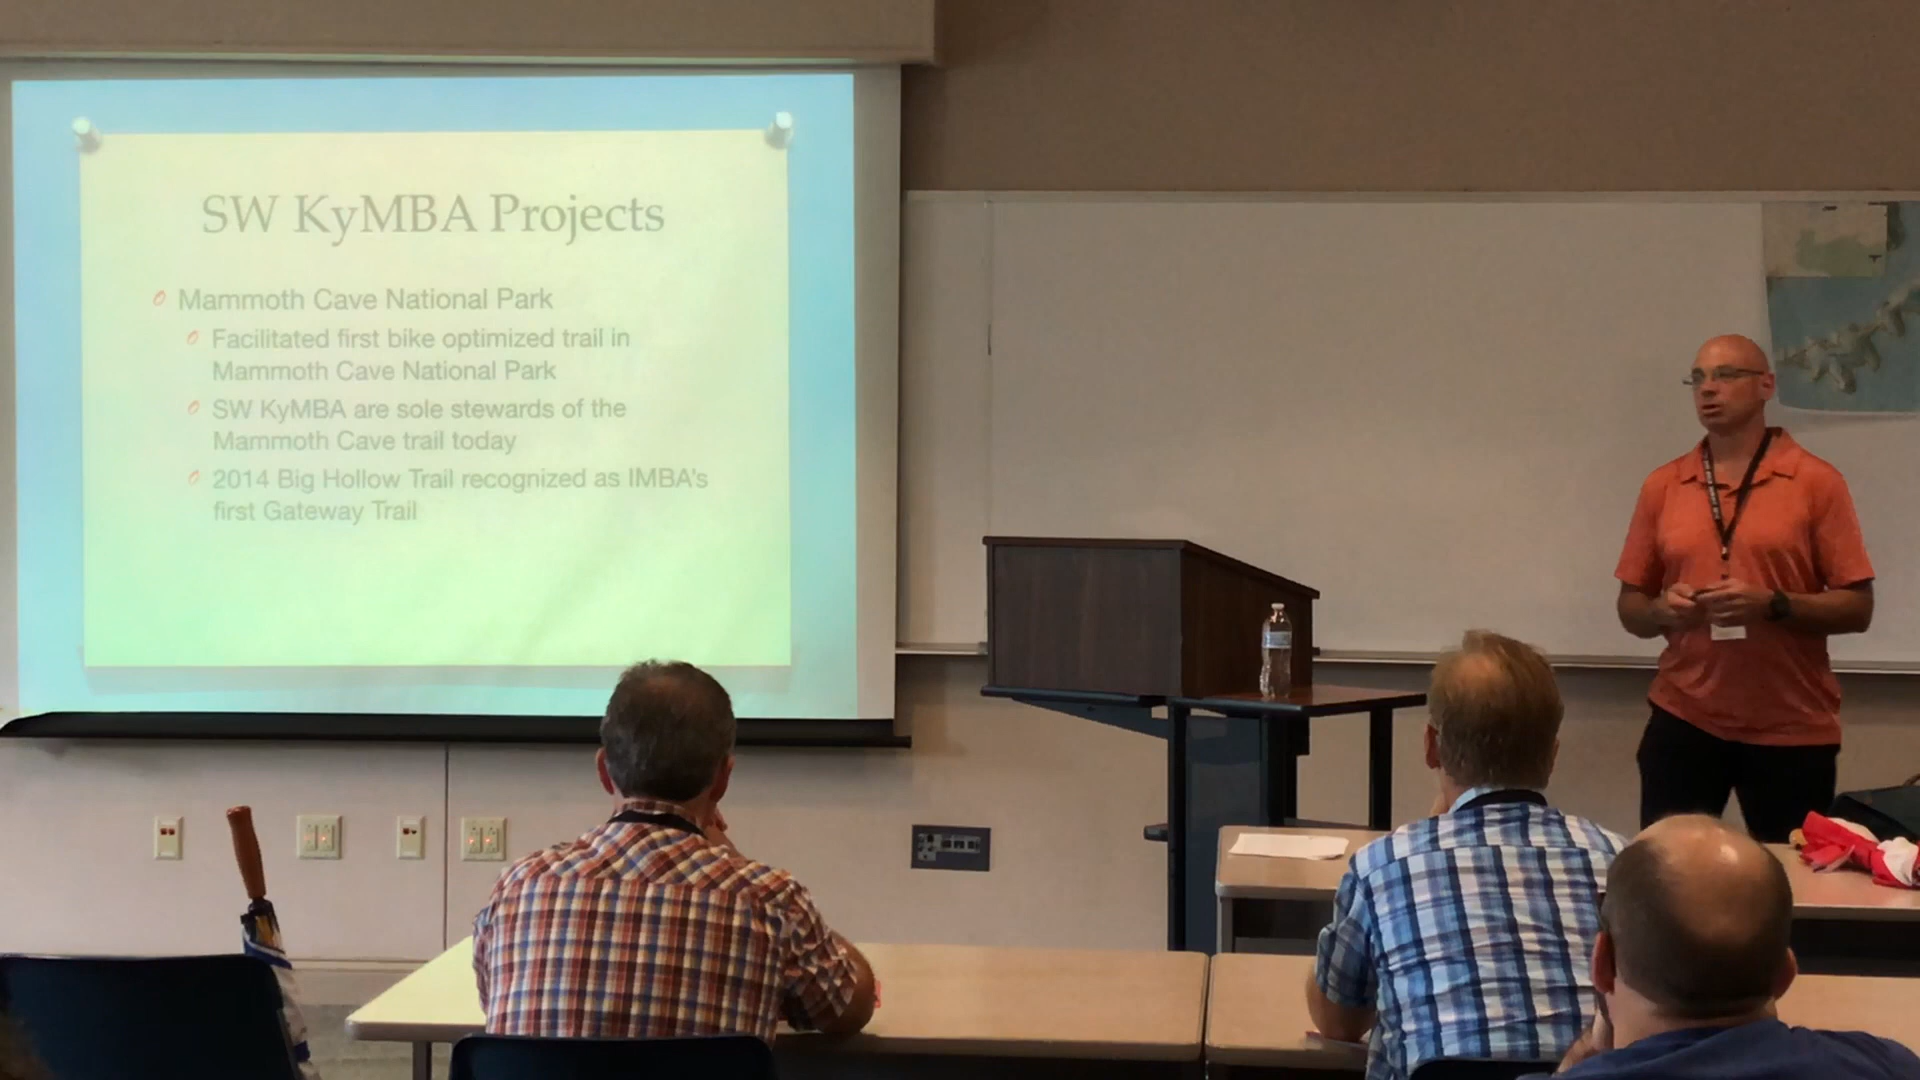 SW KyMBA Projects
Mammoth Cave National Park
Facilitated first bike optimized trail in
Mammoth Cave National Park
SW KyMBA are sole stewards of the
Mammoth Cave trail today
2014 Big Hollow Trail recognized as IMBA's
first Gateway Trail